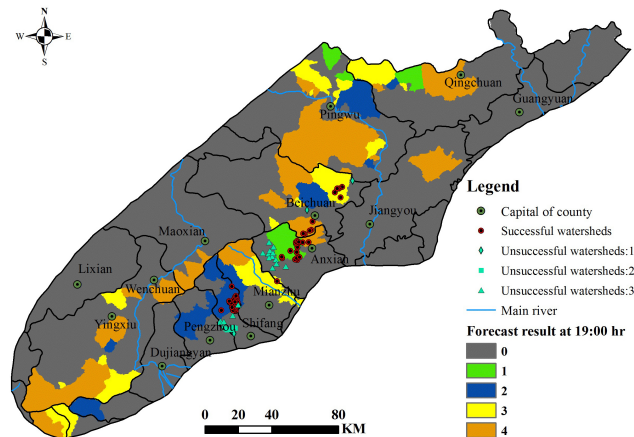 N
W E
S
Qingchuan
Guangyuan
Pingwu
Beichuan
Jiangyou
Maoxian
Anxian
Lixian
Wenchuan
Mianzhu
Yingxiu
Pengzhou
Shifang
Dujiangyan
Legend
Capital of county
Successful watersheds
Unsuccessful watersheds:1
Unsuccessful watersheds:2
Unsuccessful watersheds:3
Main river
Forecast result at 19:00 hr
0
1
2
3
4
0 20 40 80
KM